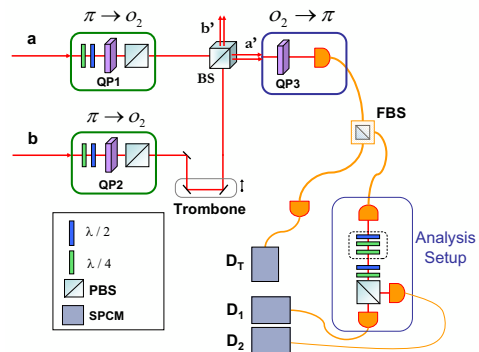 π → o₂
b'
o₂ → π
a
a'
QP1
BS
QP3
π → o₂
FBS
b
QP2
Trombone
λ / 2
λ / 4
PBS
SPCM
D_T
Analysis
Setup
D₁
D₂